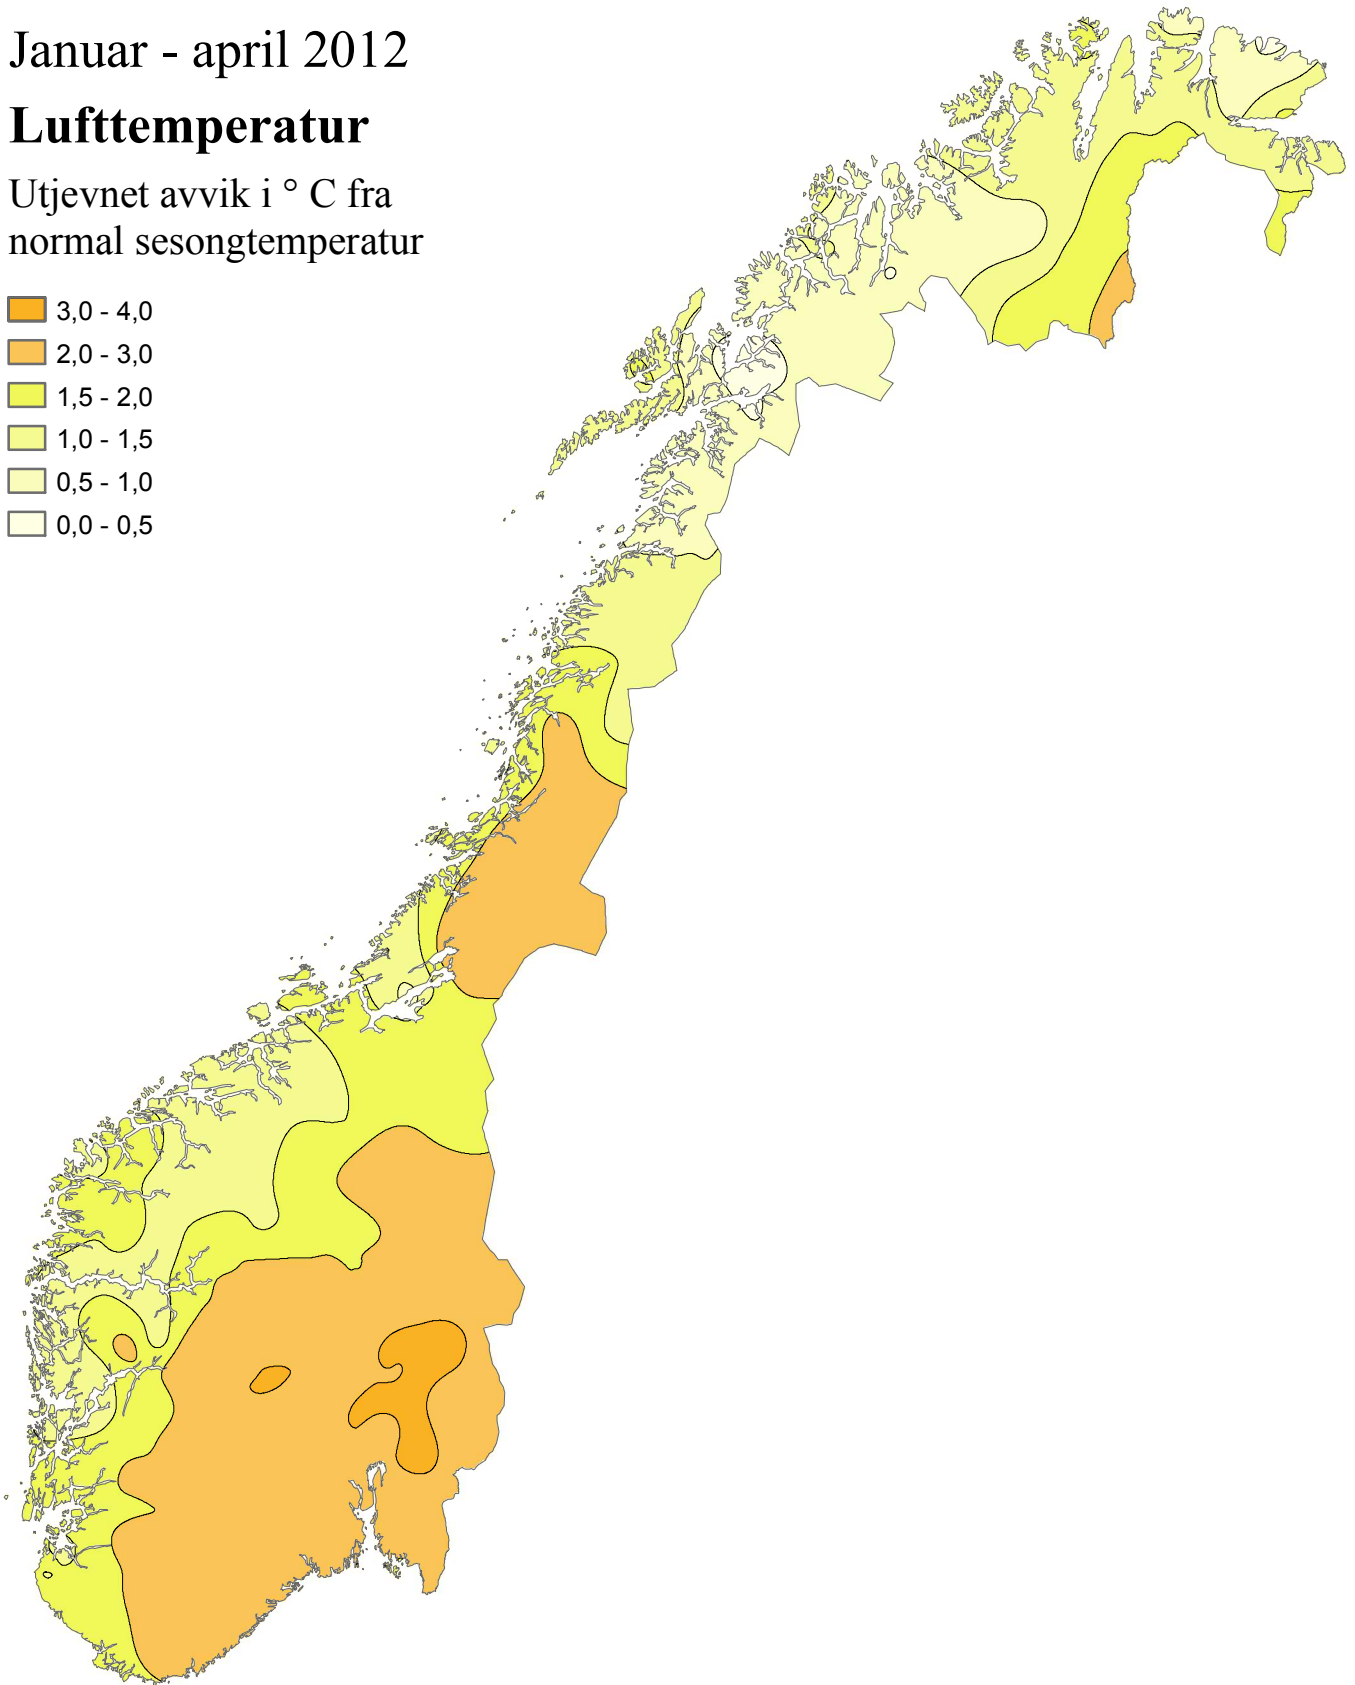 Januar - april 2012
Lufttemperatur
Utjevnet avvik i ° C fra
normal sesongtemperatur
3,0 - 4,0
2,0 - 3,0
1,5 - 2,0
1,0 - 1,5
0,5 - 1,0
0,0 - 0,5